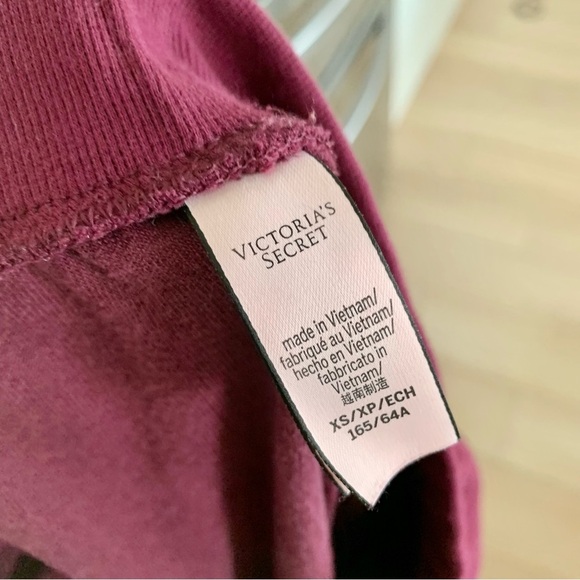 VICTORIA'S
SECRET
made in Vietnam/
fabriqué au Vietnam/
hecho en Vietnam/
fabbricato in
Vietnam/
越南制造
XS/XP/ECH
165/64A